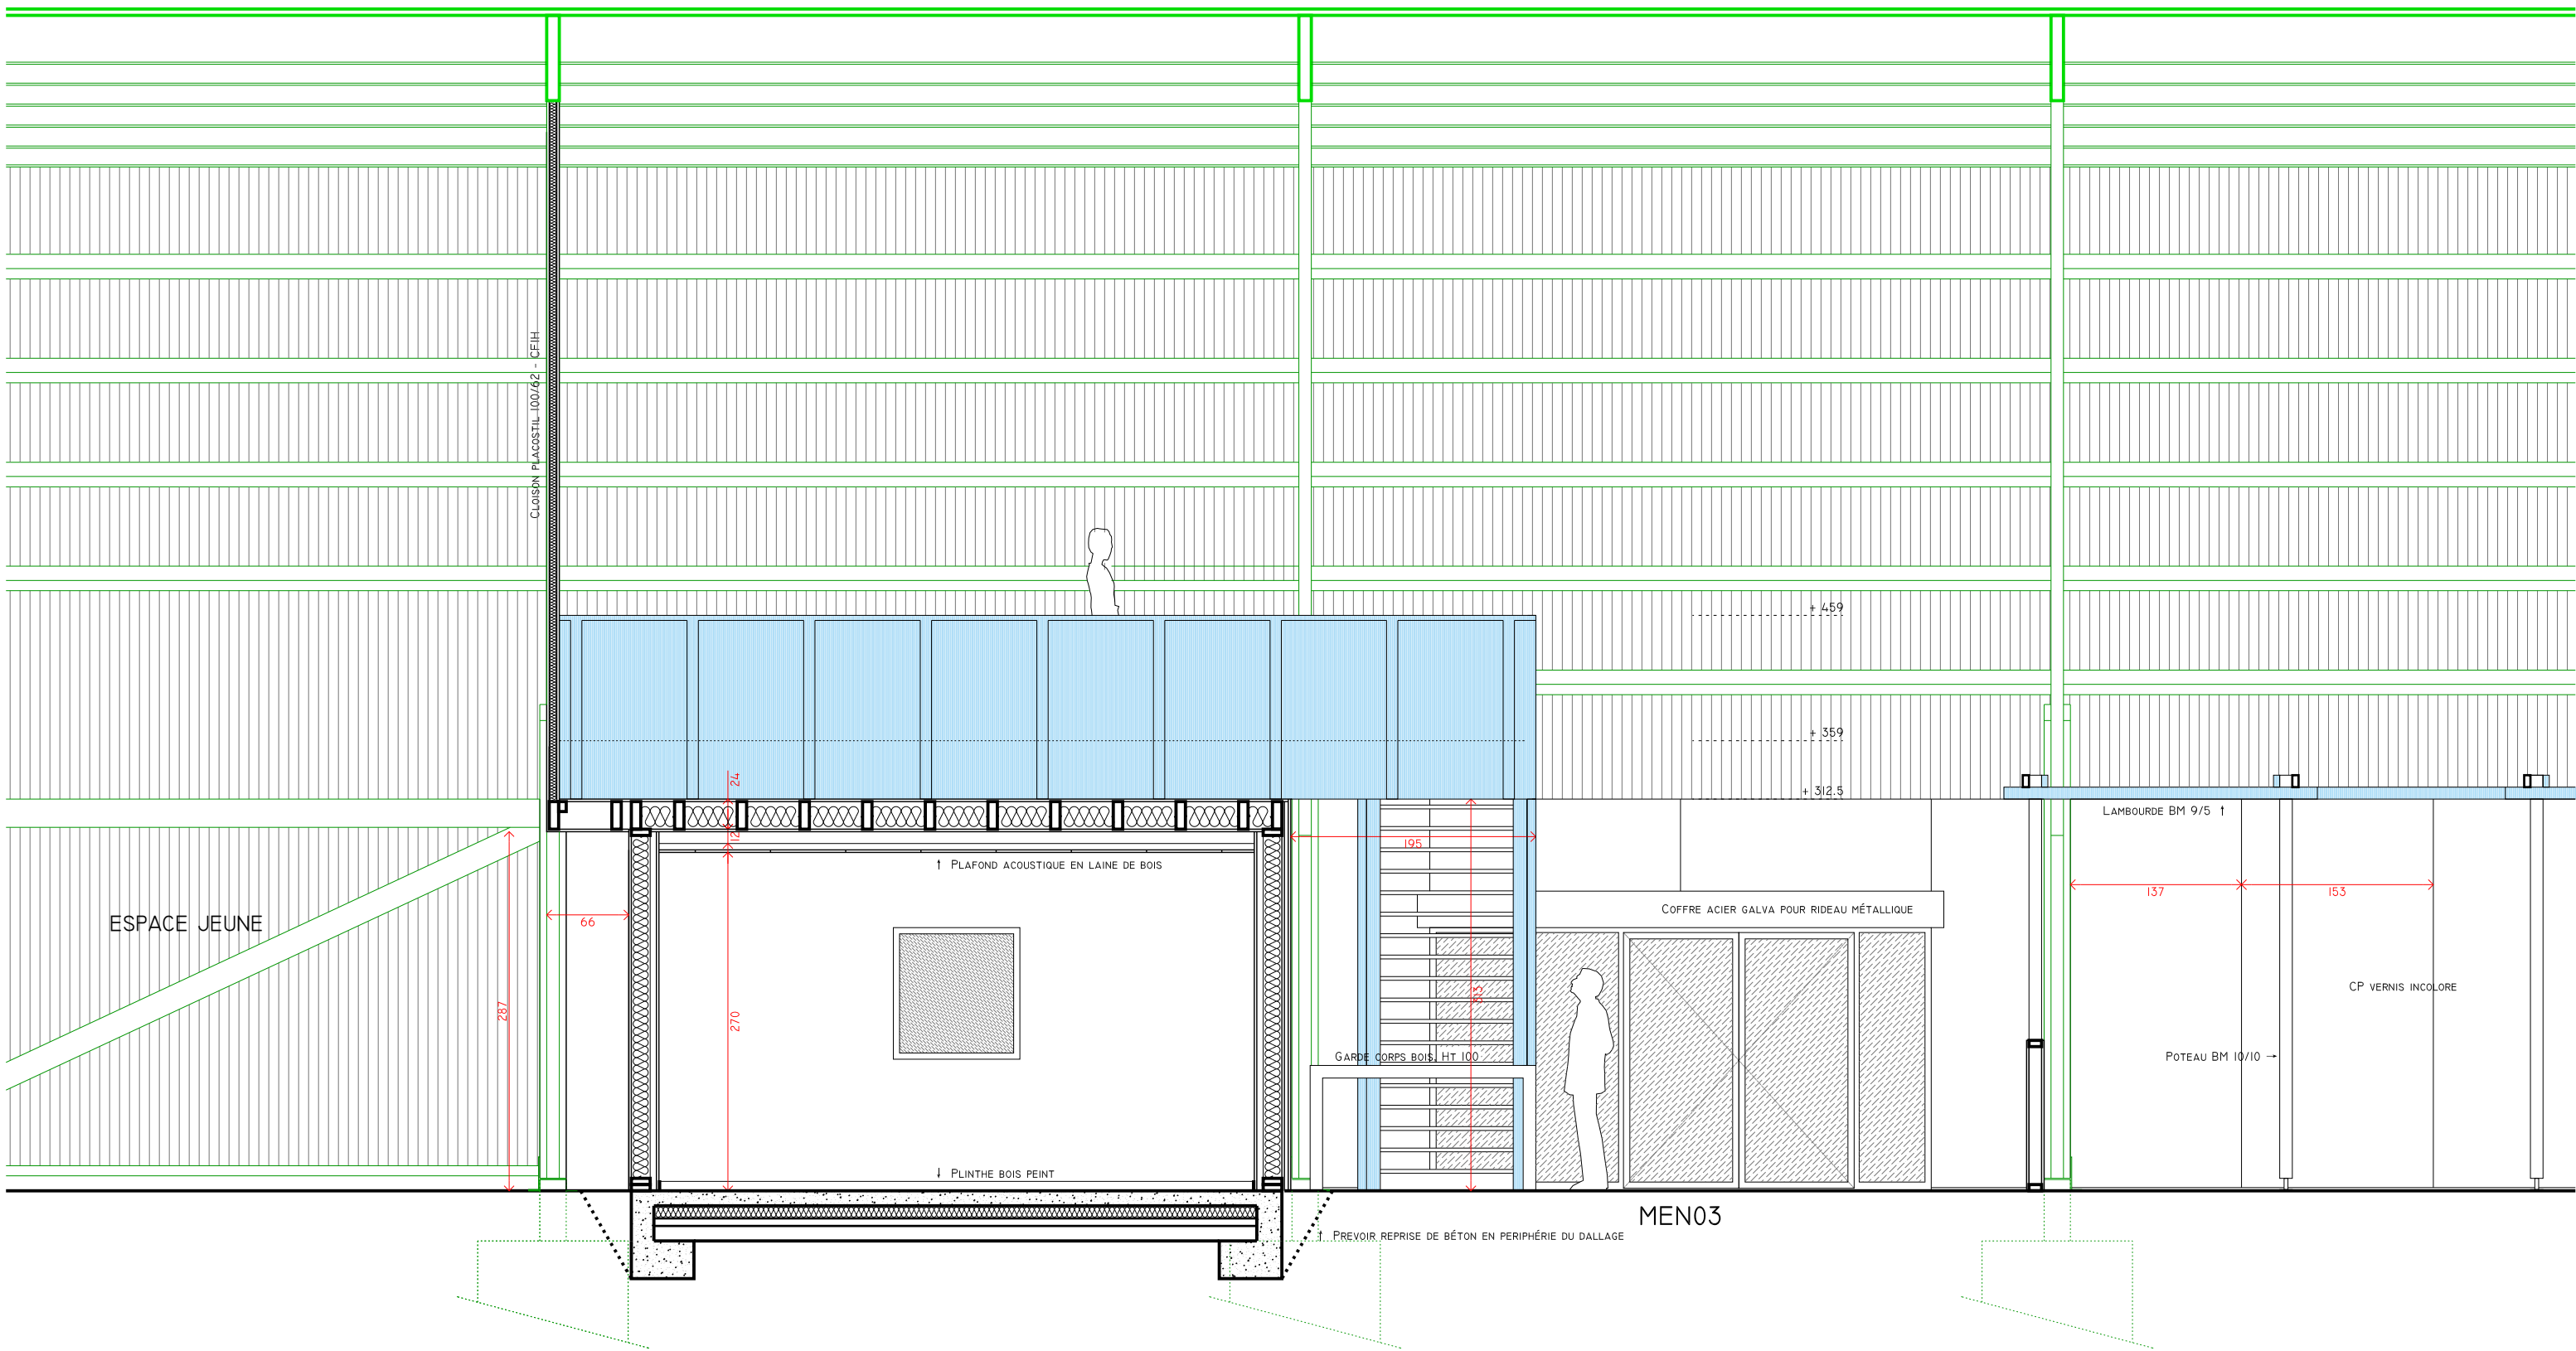 CLOISON PLACOSTIL 100/62 - CF1H
+ 459
+ 359
+ 312.5
24
12
195
LAMBOURDE BM 9/5 ↑
↑ PLAFOND ACOUSTIQUE EN LAINE DE BOIS
137
153
COFFRE ACIER GALVA POUR RIDEAU MÉTALLIQUE
ESPACE JEUNE
66
CP VERNIS INCOLORE
313
287
270
GARDE CORPS BOIS, HT 100
POTEAU BM 10/10 →
↓ PLINTHE BOIS PEINT
MEN03
↑ PREVOIR REPRISE DE BÉTON EN PERIPHÉRIE DU DALLAGE